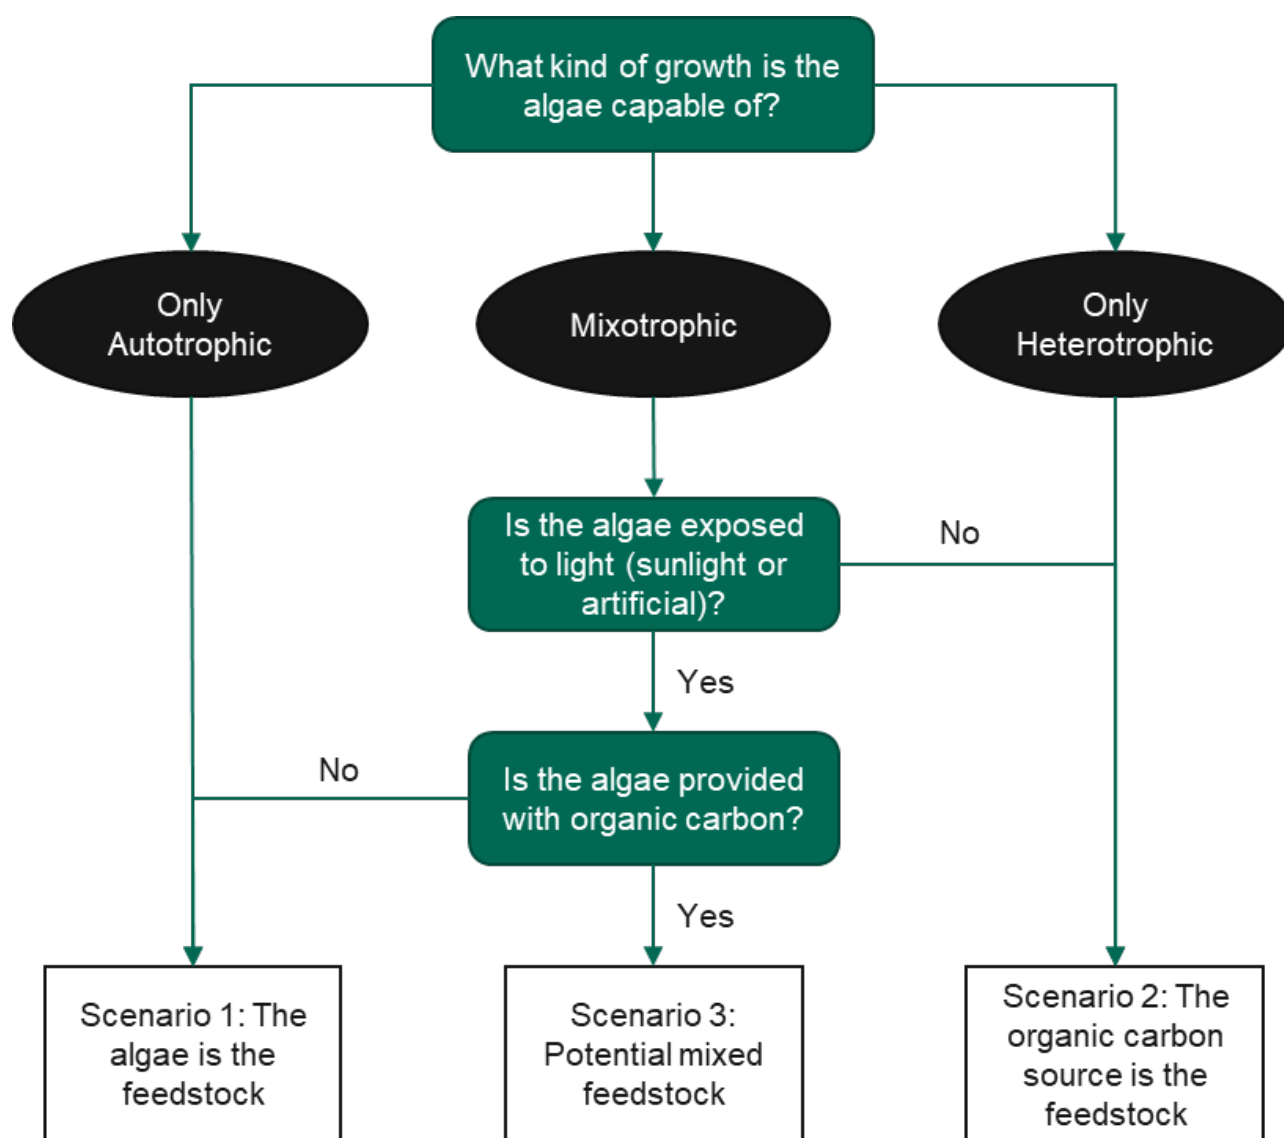 What kind of growth is the
algae capable of?
Only
Autotrophic
Mixotrophic
Only
Heterotrophic
Is the algae exposed
to light (sunlight or
artificial)?
No
Yes
Is the algae provided
with organic carbon?
No
Yes
Scenario 1: The
algae is the
feedstock
Scenario 3:
Potential mixed
feedstock
Scenario 2: The
organic carbon
source is the
feedstock